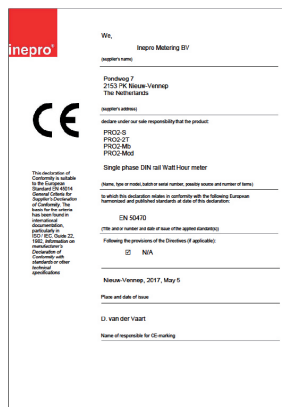 inepro®
We,
Inepro Metering BV
(supplier's name)
Pondweg 7
2153 PK Nieuw-Vennep
The Netherlands
(supplier's address)
declare under our sole responsibility that the product:
PRO2-S
PRO2-2T
PRO2-Mb
PRO2-Mod
Single phase DIN rail Watt Hour meter
(Name, type or model, batch or serial number, possibly source and number of items)
to which this declaration relates in conformity with the following European
harmonized and published standards at date of this declaration:
EN 50470
(Title and or number and date of issue of the applied standard(s))
Following the provisions of the Directives (if applicable):
☑ N/A
Nieuw-Vennep, 2017, May 5
Place and date of issue
D. van der Vaart
Name of responsible for CE-marking
CE
This declaration of
Conformity is suitable
to the European
Standard EN 45014
General Criteria for
Supplier's Declaration
of Conformity. The
basis for the criteria
has been found in
international
documentation,
particularly in
ISO / IEC, Guide 22,
1982, Information on
manufacturer's
Declaration of
Conformity with
standards or other
technical
specifications